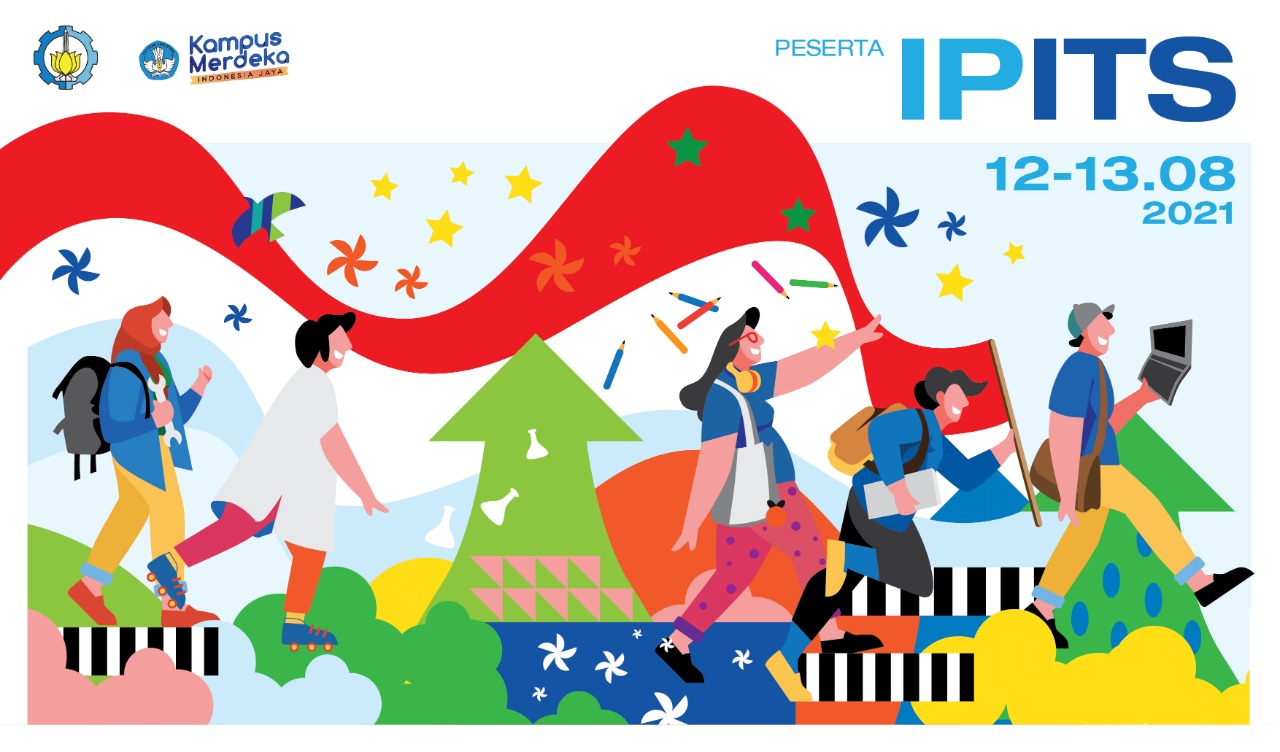 Kampus
Merdeka
INDONESIA JAYA
PESERTA IPITS
12-13.08
2021